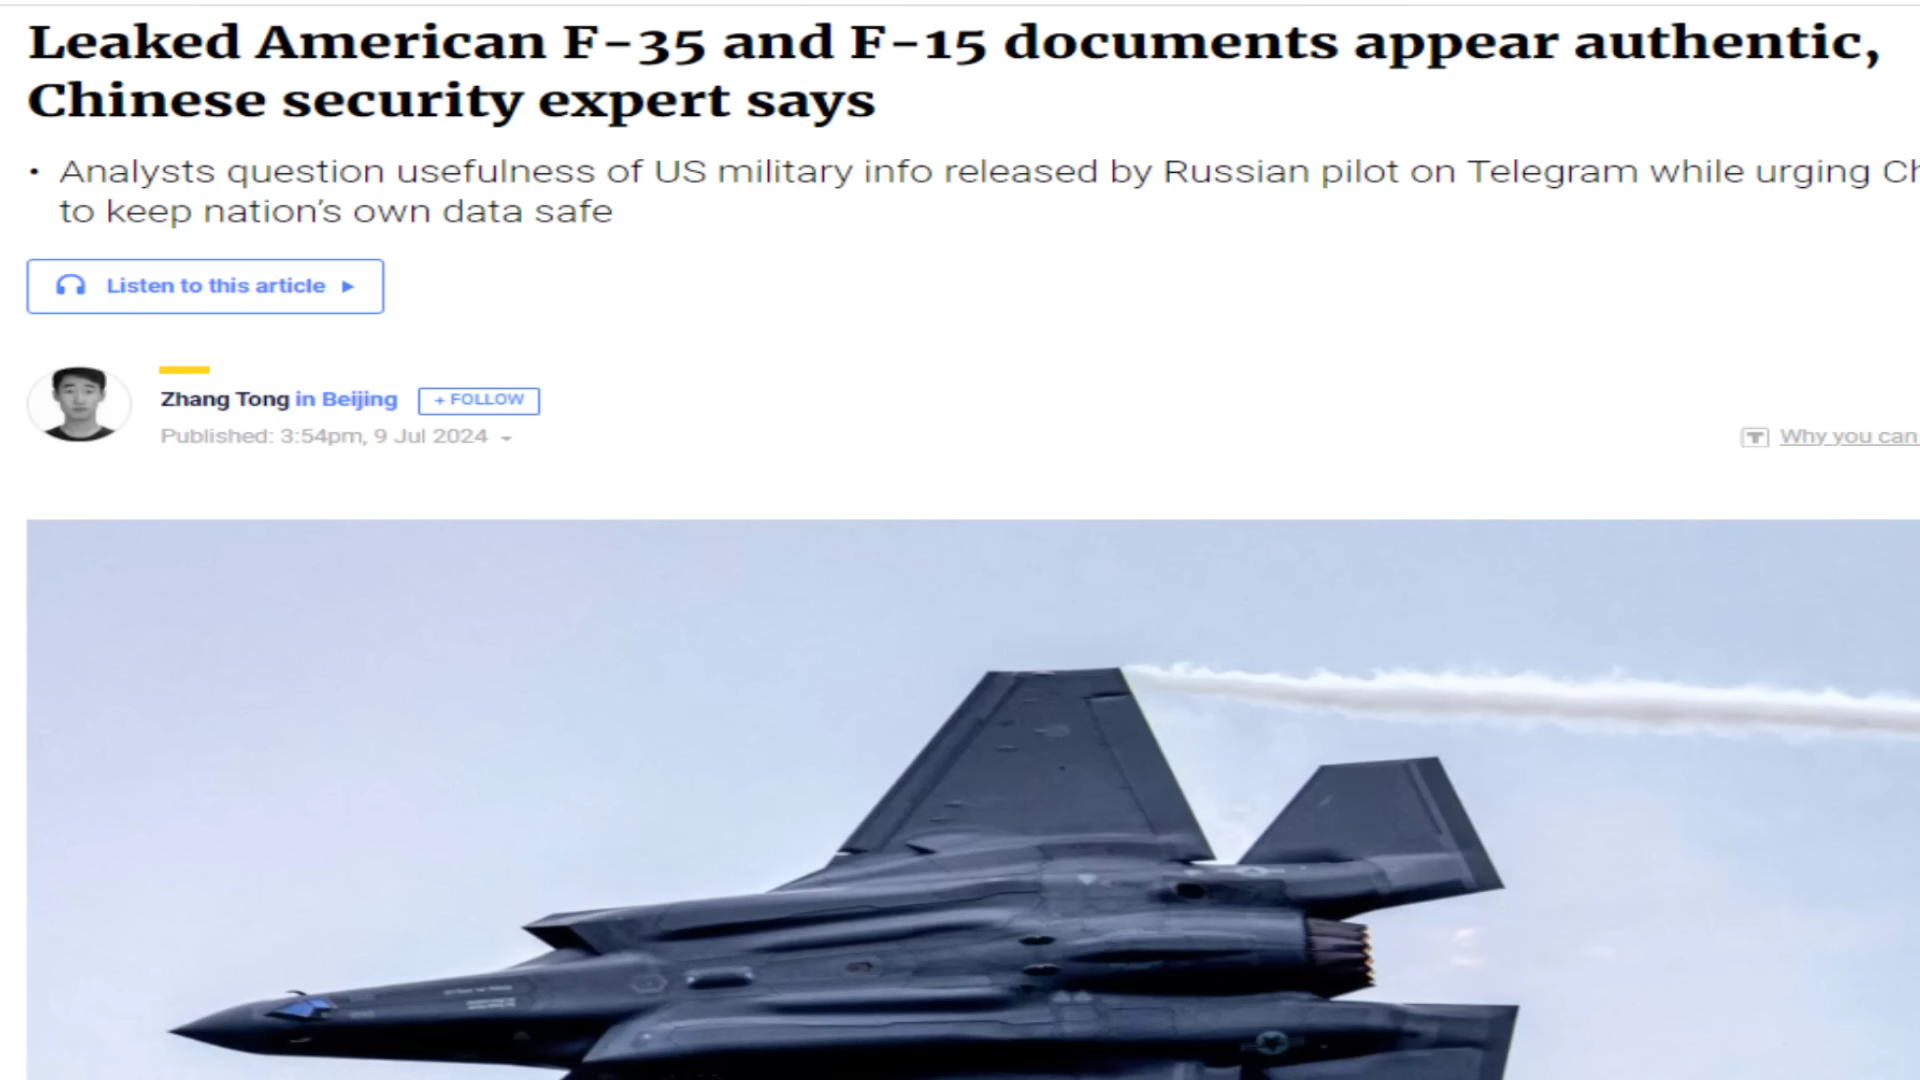 Leaked American F-35 and F-15 documents appear authentic,
Chinese security expert says
• Analysts question usefulness of US military info released by Russian pilot on Telegram while urging Ch
to keep nation's own data safe
Listen to this article
Zhang Tong in Beijing + FOLLOW
Published: 3:54pm, 9 Jul 2024
Why you can